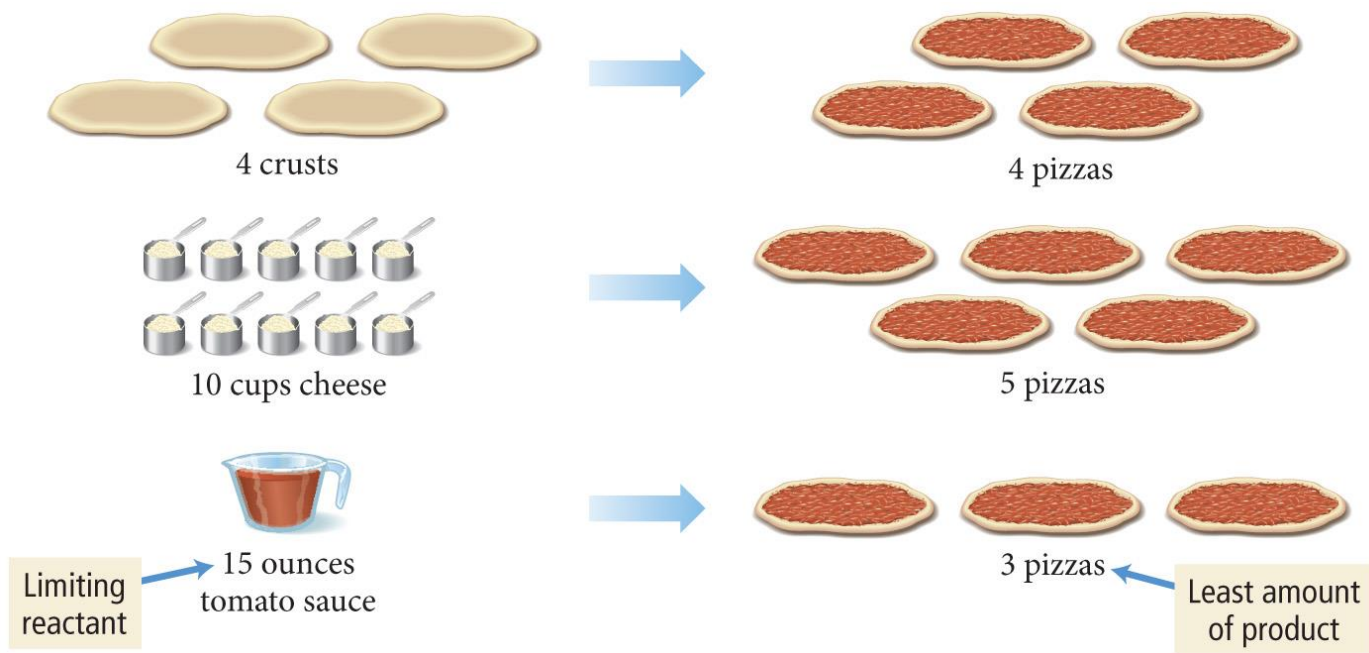 4 crusts
4 pizzas
10 cups cheese
5 pizzas
15 ounces
tomato sauce
3 pizzas
Limiting
reactant
Least amount
of product